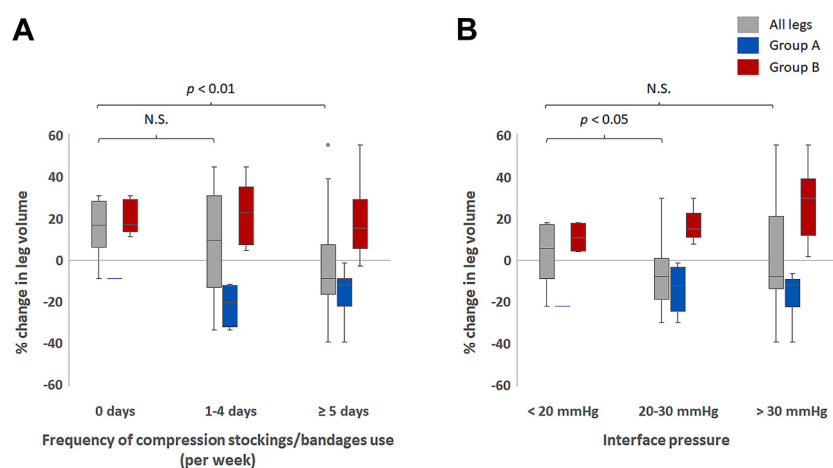 A
B
All legs
Group A
Group B
p < 0.01
N.S.
N.S.
p < 0.05
% change in leg volume
60
40
20
0
-20
-40
-60
0 days
1-4 days
≥ 5 days
Frequency of compression stockings/bandages use
(per week)
% change in leg volume
60
40
20
0
-20
-40
-60
< 20 mmHg
20-30 mmHg
> 30 mmHg
Interface pressure